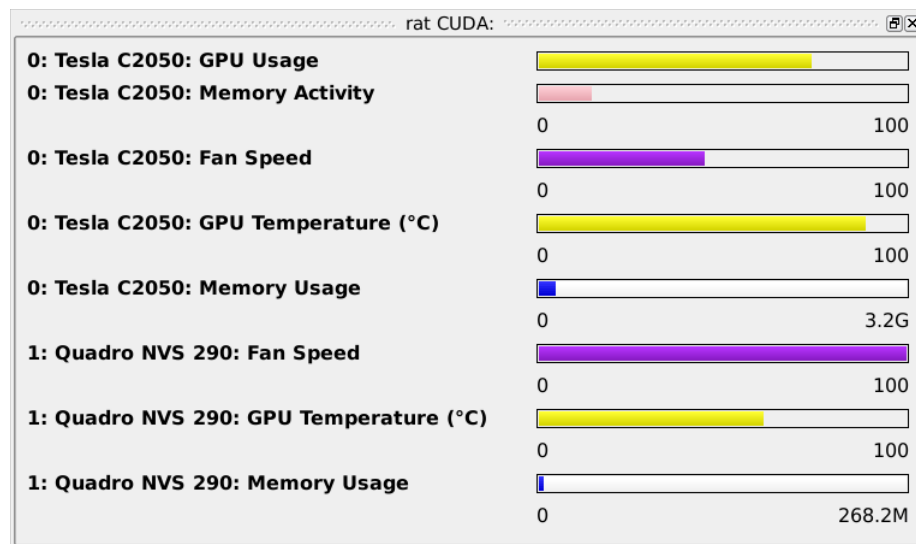 rat CUDA:
0: Tesla C2050: GPU Usage
0: Tesla C2050: Memory Activity
0 100
0: Tesla C2050: Fan Speed
0 100
0: Tesla C2050: GPU Temperature (°C)
0 100
0: Tesla C2050: Memory Usage
0 3.2G
1: Quadro NVS 290: Fan Speed
0 100
1: Quadro NVS 290: GPU Temperature (°C)
0 100
1: Quadro NVS 290: Memory Usage
0 268.2M